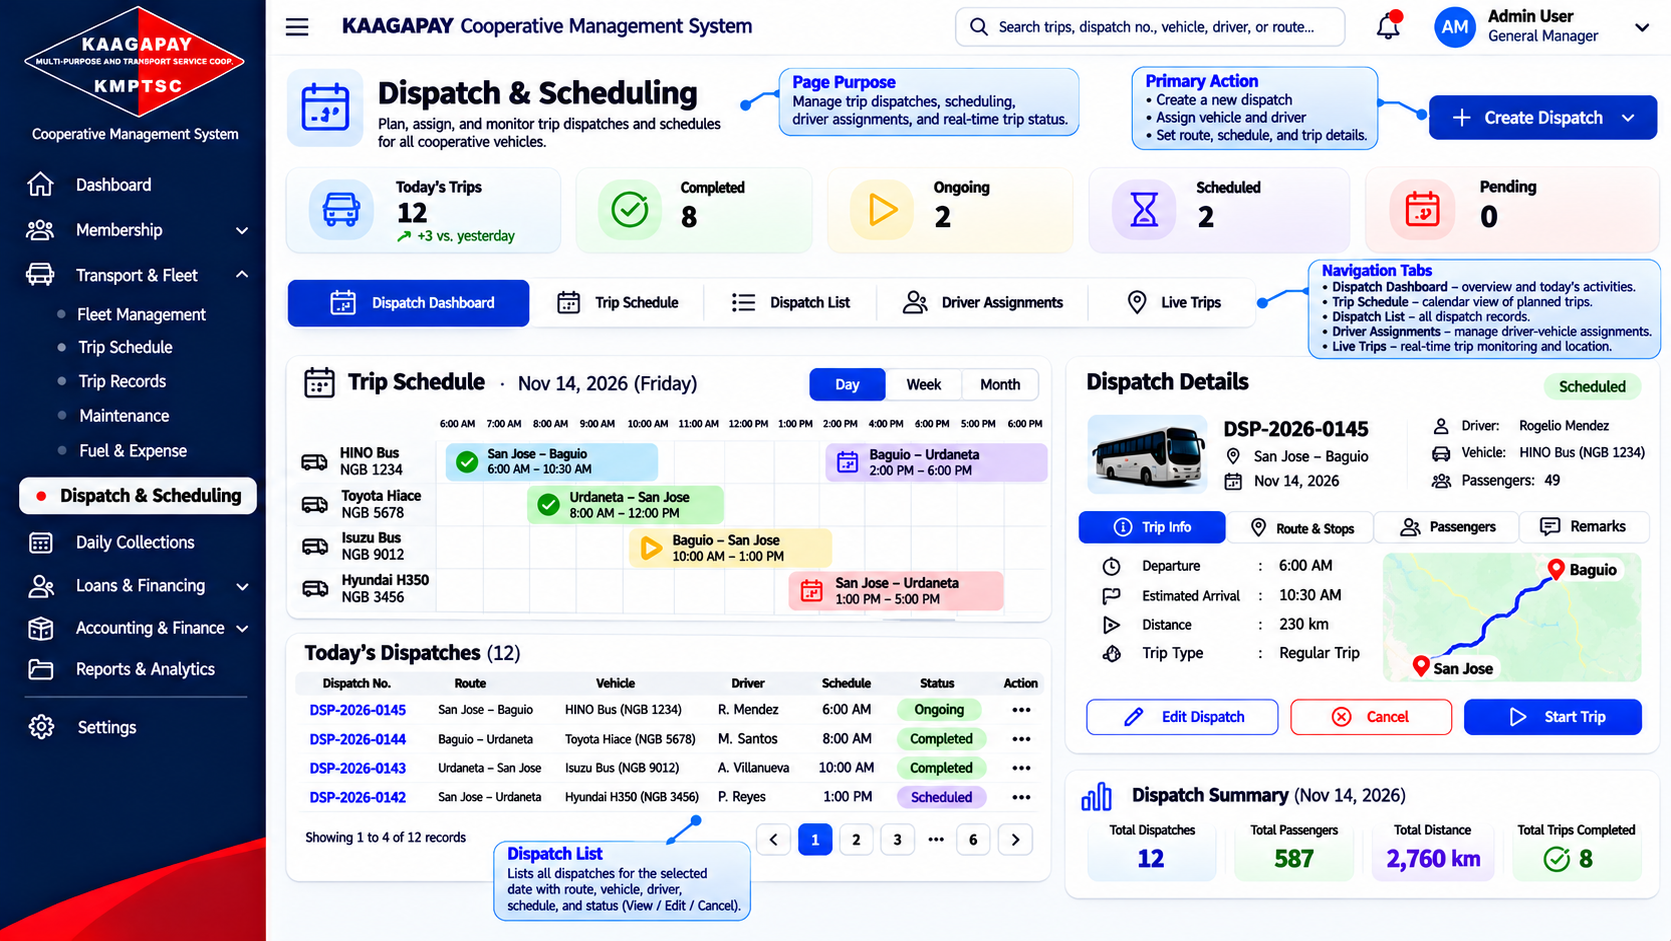 KAAGAPAY
MULTI-PURPOSE AND TRANSPORT SERVICE COOP.
KMPTSC
Cooperative Management System
Dashboard
Membership
Transport & Fleet
Fleet Management
Trip Schedule
Trip Records
Maintenance
Fuel & Expense
Dispatch & Scheduling
Daily Collections
Loans & Financing
Accounting & Finance
Reports & Analytics
Settings
KAAGAPAY Cooperative Management System
Search trips, dispatch no., vehicle, driver, or route...
AM
Admin User
General Manager
Dispatch & Scheduling
Plan, assign, and monitor trip dispatches and schedules
for all cooperative vehicles.
Page Purpose
Manage trip dispatches, scheduling,
driver assignments, and real-time trip status.
Primary Action
• Create a new dispatch
• Assign vehicle and driver
• Set route, schedule, and trip details.
Create Dispatch
Today's Trips
12
+3 vs. yesterday
Completed
8
Ongoing
2
Scheduled
2
Pending
0
Dispatch Dashboard
Trip Schedule
Dispatch List
Driver Assignments
Live Trips
Navigation Tabs
• Dispatch Dashboard – overview and today's activities.
• Trip Schedule – calendar view of planned trips.
• Dispatch List – all dispatch records.
• Driver Assignments – manage driver-vehicle assignments.
• Live Trips – real-time trip monitoring and location.
Trip Schedule · Nov 14, 2026 (Friday)
Day Week Month
6:00 AM 7:00 AM 8:00 AM 9:00 AM 10:00 AM 11:00 AM 12:00 PM 1:00 PM 2:00 PM 4:00 PM 6:00 PM 5:00 PM 6:00 PM
HINO Bus
NGB 1234
San Jose – Baguio
6:00 AM – 10:30 AM
Baguio – Urdaneta
2:00 PM – 6:00 PM
Toyota Hiace
NGB 5678
Urdaneta – San Jose
8:00 AM – 12:00 PM
Isuzu Bus
NGB 9012
Baguio – San Jose
10:00 AM – 1:00 PM
Hyundai H350
NGB 3456
San Jose – Urdaneta
1:00 PM – 5:00 PM
Today's Dispatches (12)
Dispatch No. Route Vehicle Driver Schedule Status Action
DSP-2026-0145 San Jose – Baguio HINO Bus (NGB 1234) R. Mendez 6:00 AM Ongoing •••
DSP-2026-0144 Baguio – Urdaneta Toyota Hiace (NGB 5678) M. Santos 8:00 AM Completed •••
DSP-2026-0143 Urdaneta – San Jose Isuzu Bus (NGB 9012) A. Villanueva 10:00 AM Completed •••
DSP-2026-0142 San Jose – Urdaneta Hyundai H350 (NGB 3456) P. Reyes 1:00 PM Scheduled •••
Showing 1 to 4 of 12 records
1 2 3 ••• 6
Dispatch List
Lists all dispatches for the selected
date with route, vehicle, driver,
schedule, and status (View / Edit / Cancel).
Dispatch Details
Scheduled
DSP-2026-0145
San Jose – Baguio
Nov 14, 2026
Driver: Rogelio Mendez
Vehicle: HINO Bus (NGB 1234)
Passengers: 49
Trip Info
Route & Stops
Passengers
Remarks
Departure : 6:00 AM
Estimated Arrival : 10:30 AM
Distance : 230 km
Trip Type : Regular Trip
Baguio
San Jose
Edit Dispatch
Cancel
Start Trip
Dispatch Summary (Nov 14, 2026)
Total Dispatches
12
Total Passengers
587
Total Distance
2,760 km
Total Trips Completed
8